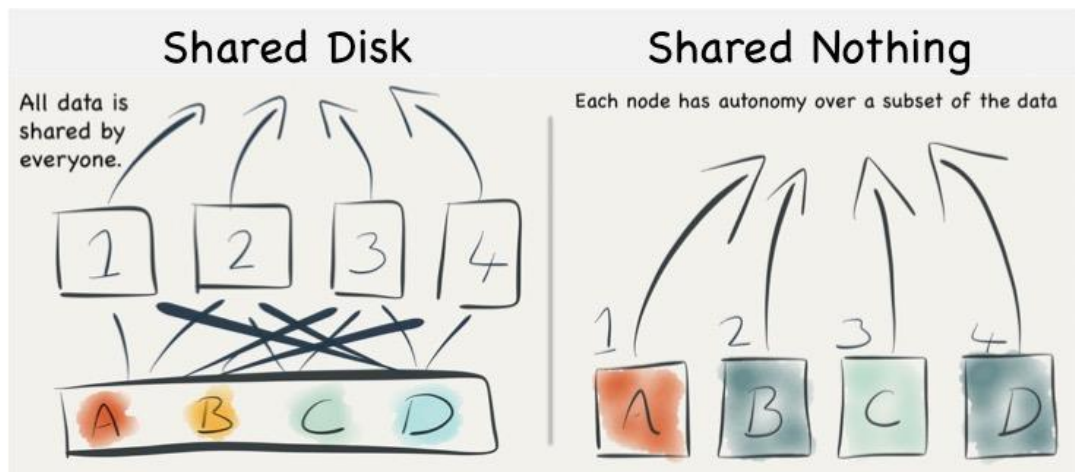 Shared Disk
All data is
shared by
everyone.
1 2 3 4
A B C D
Shared Nothing
Each node has autonomy over a subset of the data
1 2 3 4
A B C D